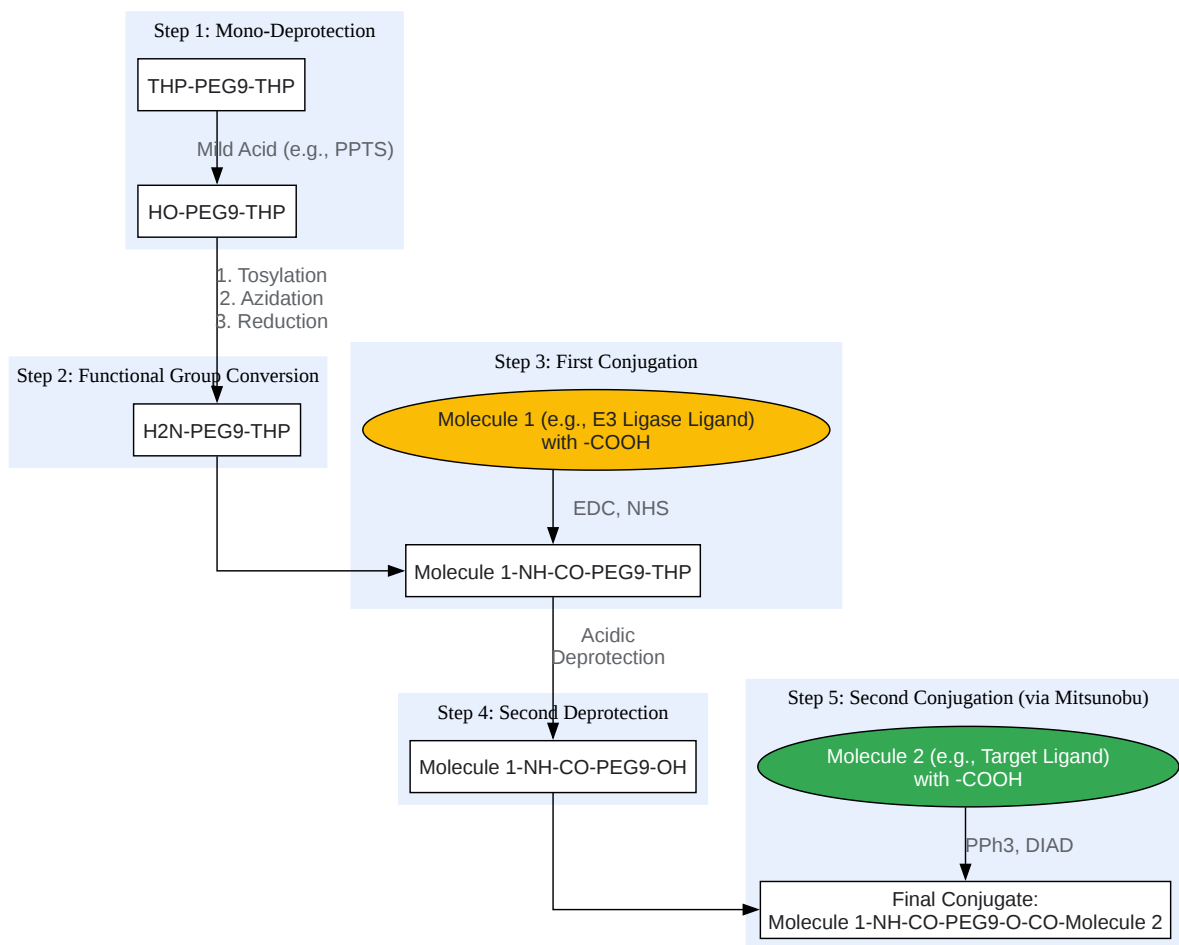 Step 1: Mono-Deprotection
THP-PEG9-THP
Mild Acid (e.g., PPTS)
HO-PEG9-THP
1. Tosylation
2. Azidation
3. Reduction
Step 2: Functional Group Conversion
H2N-PEG9-THP
Step 3: First Conjugation
Molecule 1 (e.g., E3 Ligase Ligand)
with -COOH
EDC, NHS
Molecule 1-NH-CO-PEG9-THP
Acidic
Deprotection
Step 4: Second Deprotection
Molecule 1-NH-CO-PEG9-OH
Step 5: Second Conjugation (via Mitsunobu)
Molecule 2 (e.g., Target Ligand)
with -COOH
PPh3, DIAD
Final Conjugate:
Molecule 1-NH-CO-PEG9-O-CO-Molecule 2